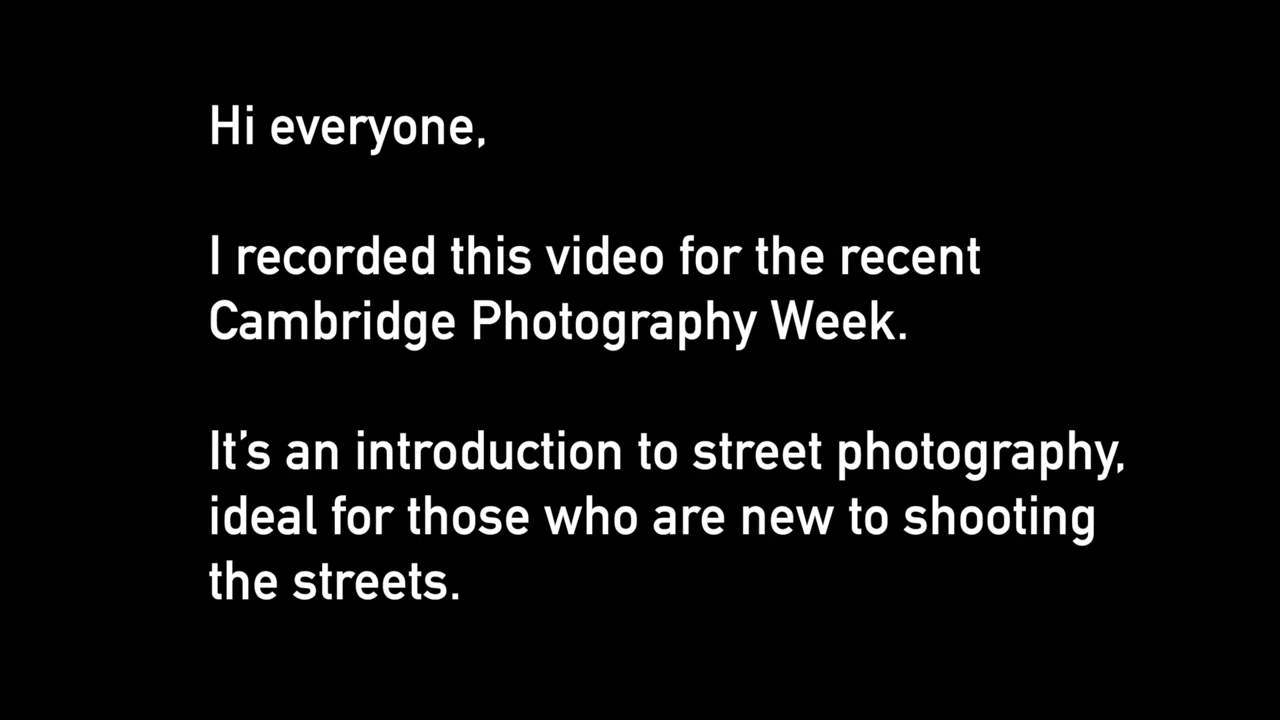 Hi everyone,
I recorded this video for the recent
Cambridge Photography Week.
It’s an introduction to street photography,
ideal for those who are new to shooting
the streets.